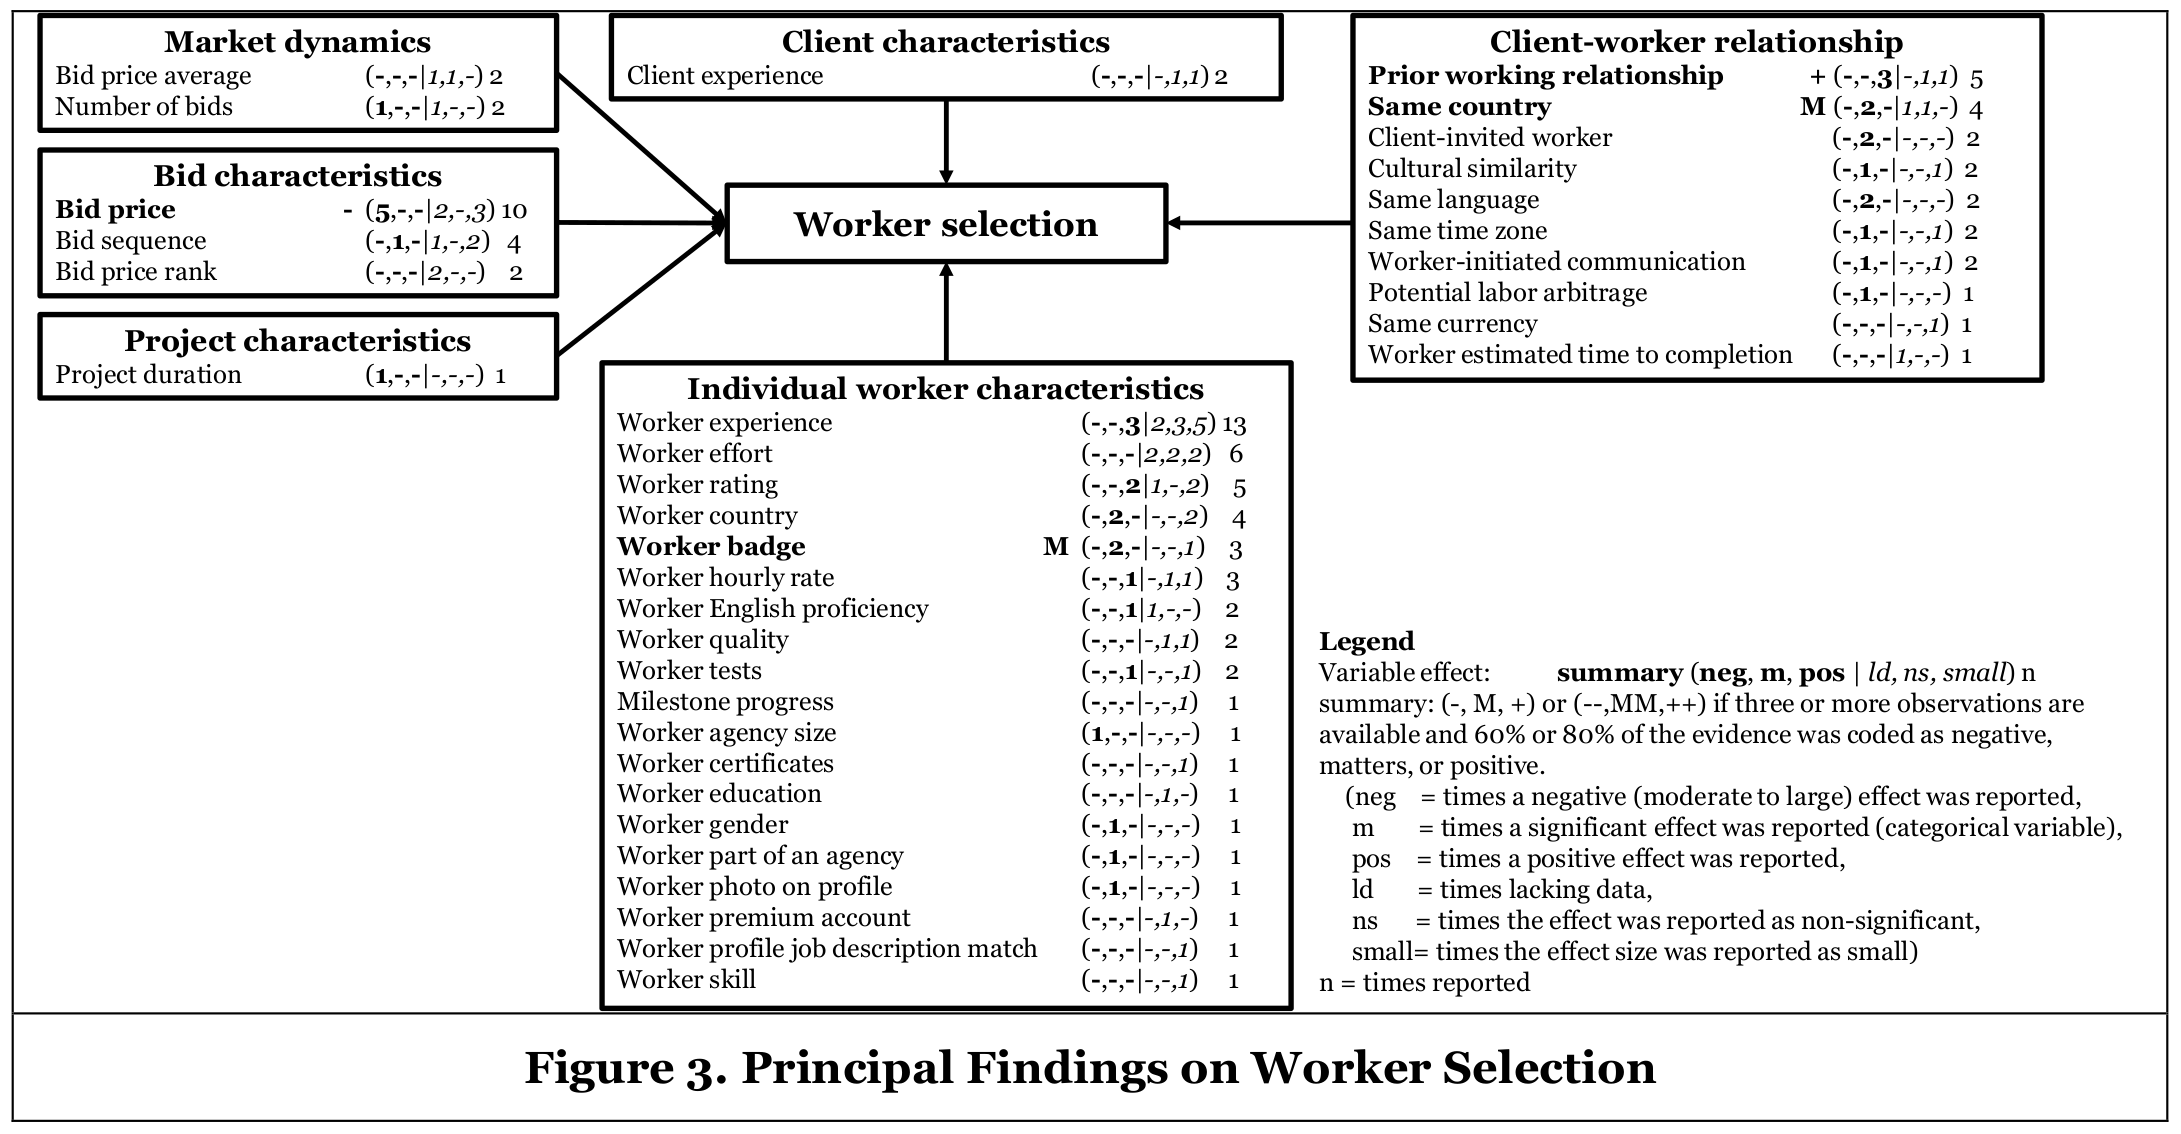 Market dynamics
Bid price average (-,-,-|1,1,-) 2
Number of bids (1,-,-|1,-,-) 2
Bid characteristics
Bid price - (5,-,-|2,-,3) 10
Bid sequence (-,1,-|1,-,2) 4
Bid price rank (-,-,-|2,-,-) 2
Project characteristics
Project duration (1,-,-|-,-,-) 1
Client characteristics
Client experience (-,-,-|-,1,1) 2
Worker selection
Client-worker relationship
Prior working relationship + (-,-,3|-,1,1) 5
Same country M (-,2,-|1,1,-) 4
Client-invited worker (-,2,-|-,-,-) 2
Cultural similarity (-,1,-|-,-,1) 2
Same language (-,2,-|-,-,-) 2
Same time zone (-,1,-|-,-,1) 2
Worker-initiated communication (-,1,-|-,-,1) 2
Potential labor arbitrage (-,1,-|-,-,-) 1
Same currency (-,-,-|-,-,1) 1
Worker estimated time to completion (-,-,-|1,-,-) 1
Individual worker characteristics
Worker experience (-,-,3|2,3,5) 13
Worker effort (-,-,-|2,2,2) 6
Worker rating (-,-,2|1,-,2) 5
Worker country (-,2,-|-,-,2) 4
Worker badge M (-,2,-|-,-,1) 3
Worker hourly rate (-,-,1|-,1,1) 3
Worker English proficiency (-,-,1|1,-,-) 2
Worker quality (-,-,-|-,1,1) 2
Worker tests (-,-,1|-,-,1) 2
Milestone progress (-,-,-|-,-,1) 1
Worker agency size (1,-,-|-,-,-) 1
Worker certificates (-,-,-|-,-,1) 1
Worker education (-,-,-|-,1,-) 1
Worker gender (-,1,-|-,-,-) 1
Worker part of an agency (-,1,-|-,-,-) 1
Worker photo on profile (-,1,-|-,-,-) 1
Worker premium account (-,-,-|-,1,-) 1
Worker profile job description match (-,-,-|-,-,1) 1
Worker skill (-,-,-|-,-,1) 1
Legend
Variable effect: summary (neg, m, pos | ld, ns, small) n
summary: (-, M, +) or (--,MM,++) if three or more observations are
available and 60% or 80% of the evidence was coded as negative,
matters, or positive.
(neg = times a negative (moderate to large) effect was reported,
m = times a significant effect was reported (categorical variable),
pos = times a positive effect was reported,
ld = times lacking data,
ns = times the effect was reported as non-significant,
small= times the effect size was reported as small)
n = times reported
Figure 3. Principal Findings on Worker Selection